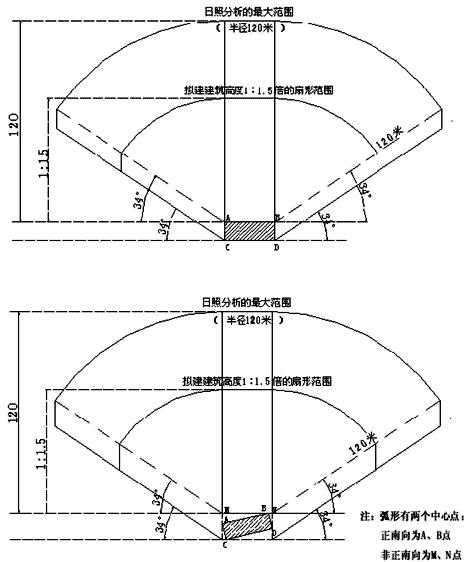 日照分析的最大范围
（ 半径120米 ）
拟建建筑高度1：1.5倍的扇形范围
120
1:15
120米
34°
34°
34°
34°
A
B
C
D
日照分析的最大范围
（ 半径120米 ）
拟建建筑高度1：1.5倍的扇形范围
120
1:1.5
120米
34°
34°
34°
34°
M
A
B
N
D
C
注：弧形有两个中心点：
正南向为A、B点
非正南向为M、N点